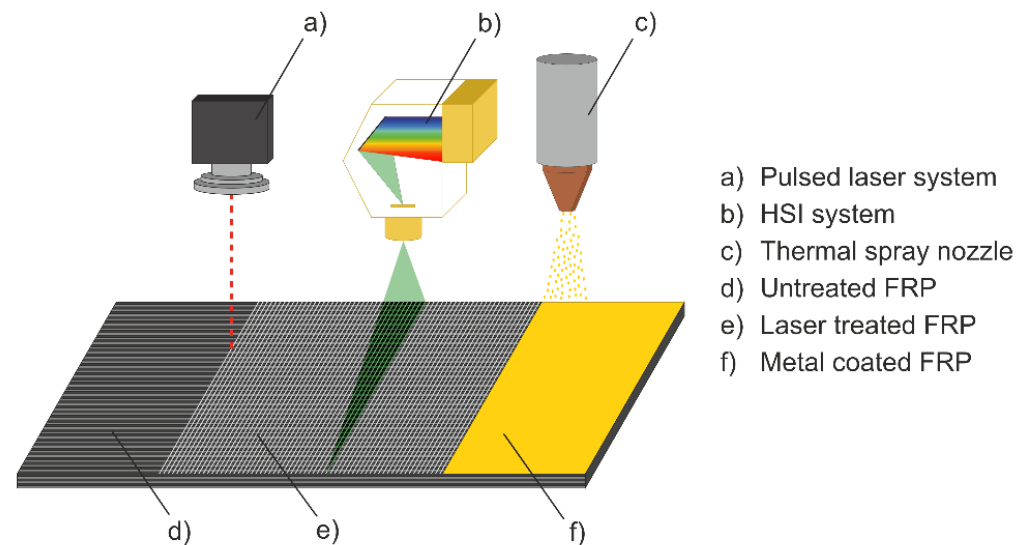 a)
b)
c)
a) Pulsed laser system
b) HSI system
c) Thermal spray nozzle
d) Untreated FRP
e) Laser treated FRP
f) Metal coated FRP
d)
e)
f)